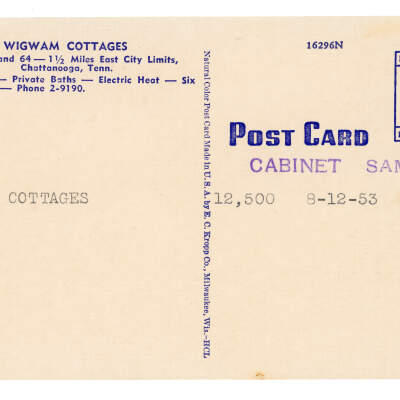 WIGWAM COTTAGES
and 64 — 1½ Miles East City Limits,
Chattanooga, Tenn.
— Private Baths — Electric Heat — Six
— Phone 2-9190.
COTTAGES
Natural Color Post Card Made in U. S. A. by E. C. Kropp Co., Milwaukee, Wis.—HCL
16296N
POST CARD
CABINET SAM
12,500 8-12-53